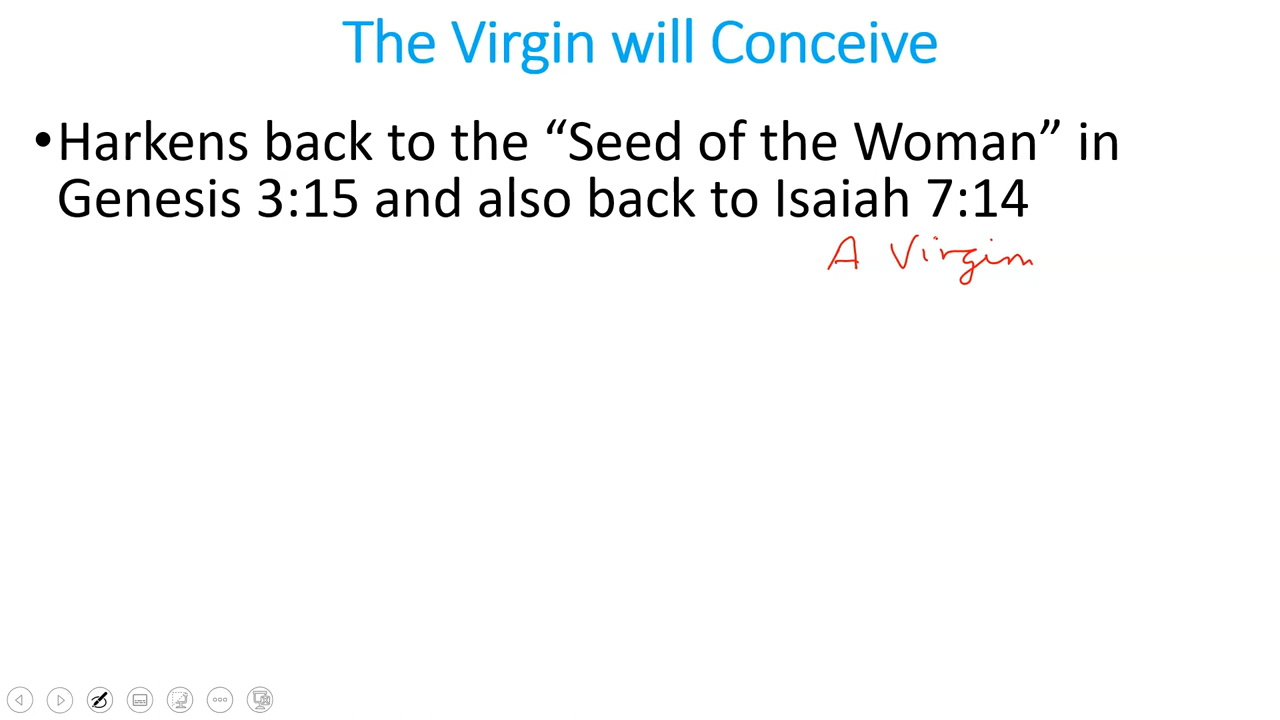 The Virgin will Conceive
•Harkens back to the “Seed of the Woman” in
Genesis 3:15 and also back to Isaiah 7:14
A Virgin